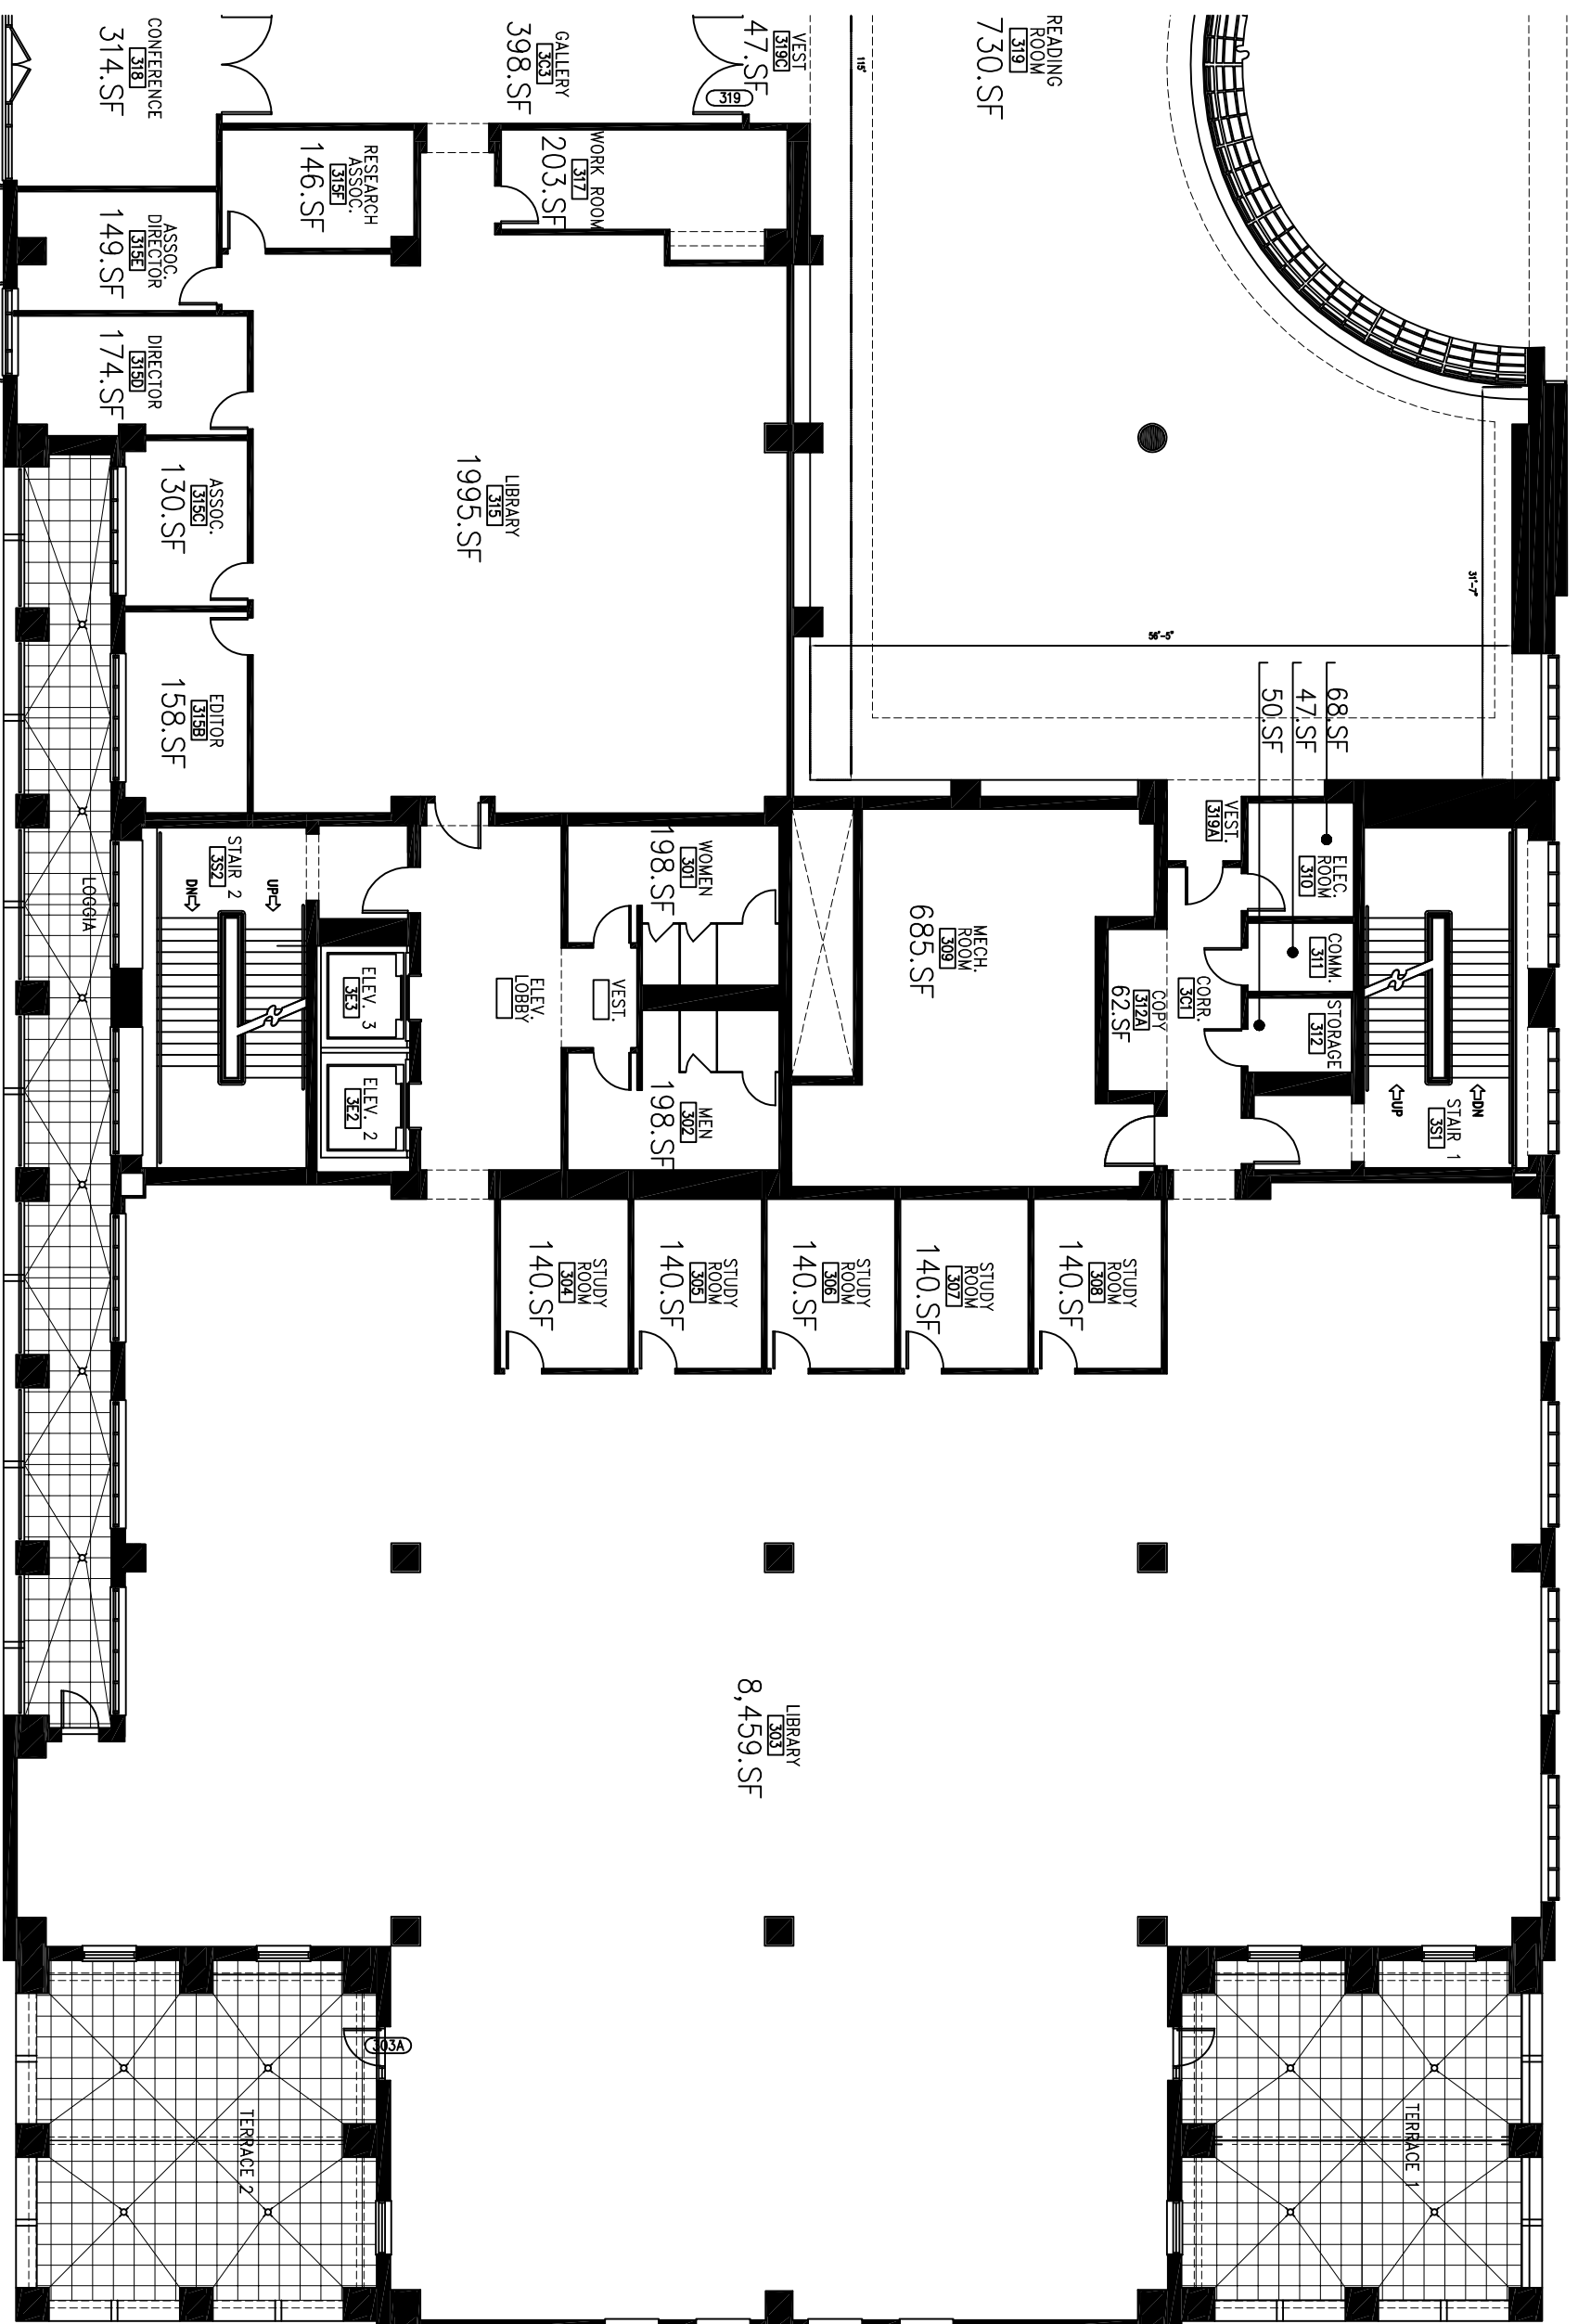 CONFERENCE
318
314.SF
GALLERY
3C3
398.SF
VEST
319C
47.SF
319
READING
ROOM
319
730.SF
115'
31'-7"
56'-5"
WORK ROOM
317
203.SF
RESEARCH
ASSOC.
315F
146.SF
ASSOC.
DIRECTOR
315E
149.SF
DIRECTOR
315D
174.SF
ASSOC.
315C
130.SF
EDITOR
315B
158.SF
LIBRARY
315
1995.SF
68.SF
47.SF
50.SF
VEST.
319A
ELEC.
ROOM
310
COMM.
311
STORAGE
312
CORR.
3C1
COPY
312A
62.SF
MECH.
ROOM
309
685.SF
STAIR 1
3S1
DN
UP
WOMEN
301
198.SF
MEN
302
198.SF
VEST.
ELEV.
LOBBY
ELEV. 3
3E3
ELEV. 2
3E2
STAIR 2
3S2
UP
DN
LOGGIA
STUDY
ROOM
308
140.SF
STUDY
ROOM
307
140.SF
STUDY
ROOM
306
140.SF
STUDY
ROOM
305
140.SF
STUDY
ROOM
304
140.SF
LIBRARY
303
8,459.SF
303A
TERRACE 1
TERRACE 2